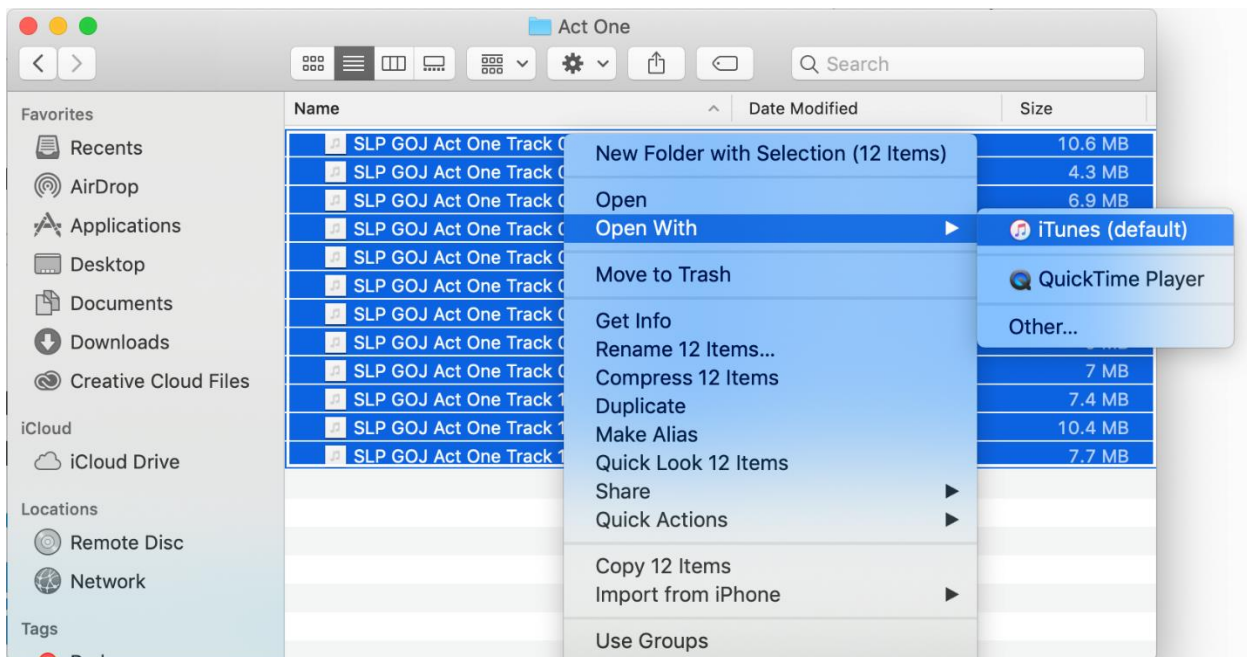 Act One
Search
Favorites
Recents
AirDrop
Applications
Desktop
Documents
Downloads
Creative Cloud Files
iCloud
iCloud Drive
Locations
Remote Disc
Network
Tags
Name Date Modified Size
SLP GOJ Act One Track 10.6 MB
SLP GOJ Act One Track 4.3 MB
SLP GOJ Act One Track 6.9 MB
SLP GOJ Act One Track
SLP GOJ Act One Track
SLP GOJ Act One Track
SLP GOJ Act One Track
SLP GOJ Act One Track
SLP GOJ Act One Track 7 MB
SLP GOJ Act One Track 7.4 MB
SLP GOJ Act One Track 10.4 MB
SLP GOJ Act One Track 7.7 MB
New Folder with Selection (12 Items)
Open
Open With
Move to Trash
Get Info
Rename 12 Items...
Compress 12 Items
Duplicate
Make Alias
Quick Look 12 Items
Share
Quick Actions
Copy 12 Items
Import from iPhone
Use Groups
iTunes (default)
QuickTime Player
Other...